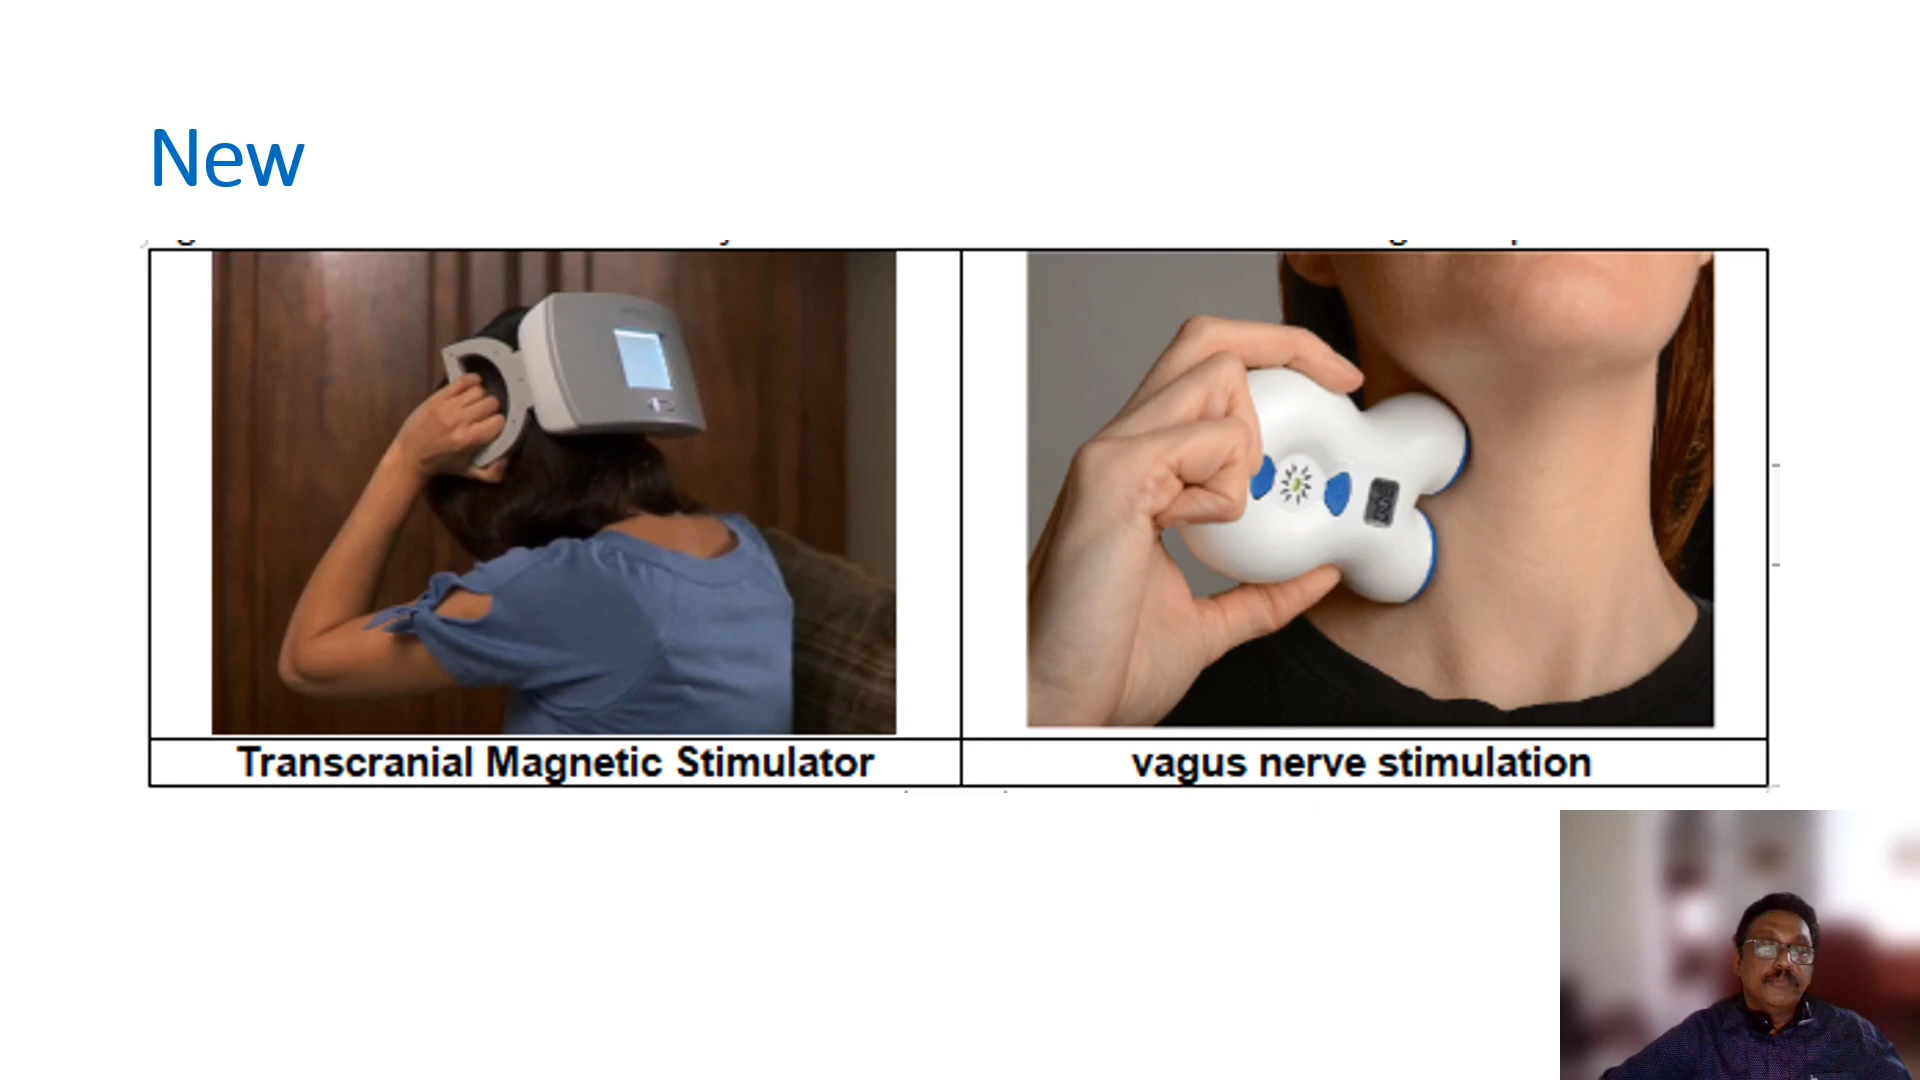 New
Transcranial Magnetic Stimulator
vagus nerve stimulation